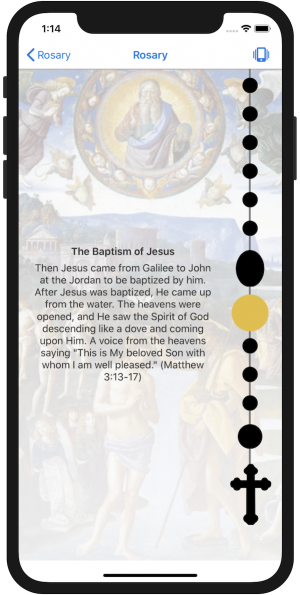 1:14
Rosary
Rosary
The Baptism of Jesus
Then Jesus came from Galilee to John
at the Jordan to be baptized by him.
After Jesus was baptized, He came up
from the water. The heavens were
opened, and He saw the Spirit of God
descending like a dove and coming
upon Him. A voice from the heavens
saying "This is My beloved Son with
whom I am well pleased." (Matthew
3:13-17)